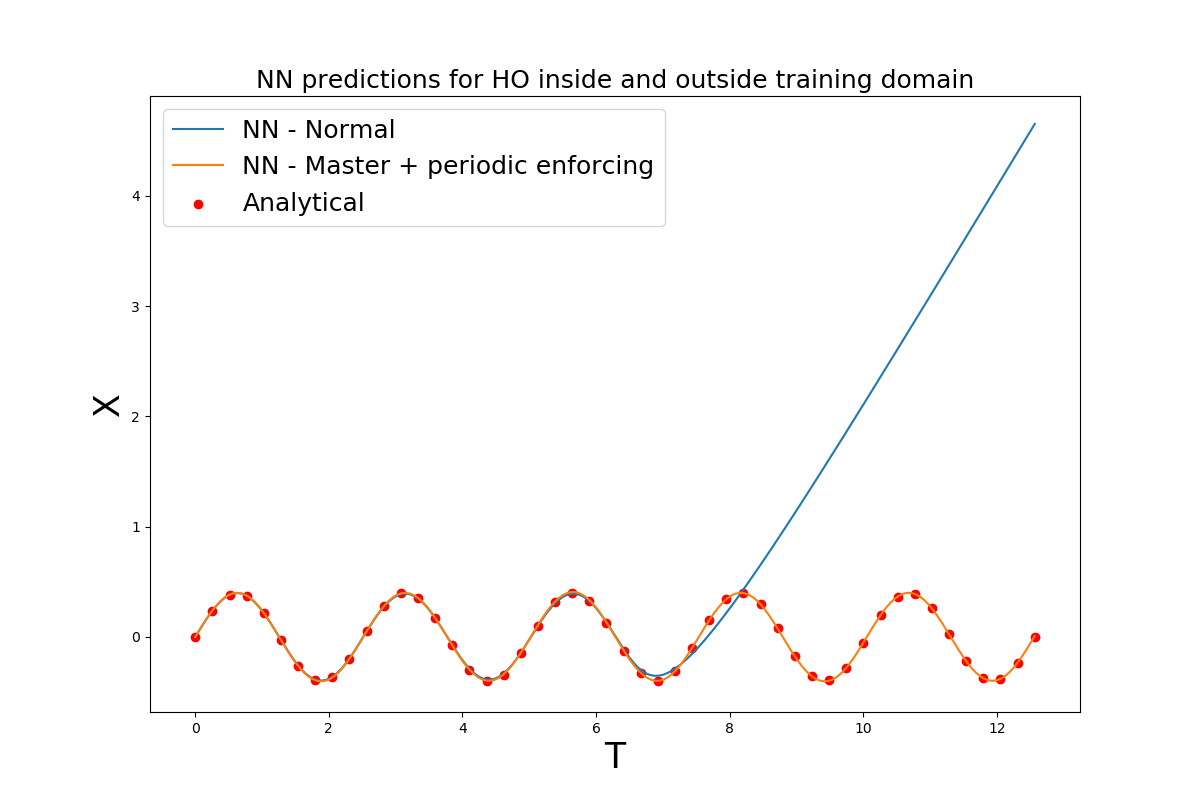 NN predictions for HO inside and outside training domain
NN - Normal
NN - Master + periodic enforcing
Analytical
4
3
2
1
0
X
0 2 4 6 8 10 12
T